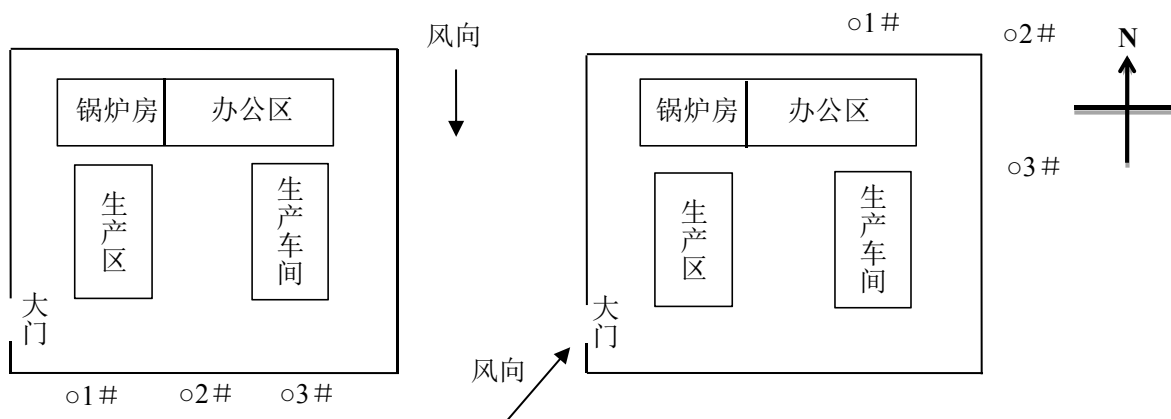 风向
锅炉房 办公区
生产区
生产车间
大门
○1＃ ○2＃ ○3＃
○1＃
○2＃
N
锅炉房 办公区
○3＃
生产区
生产车间
大门
风向